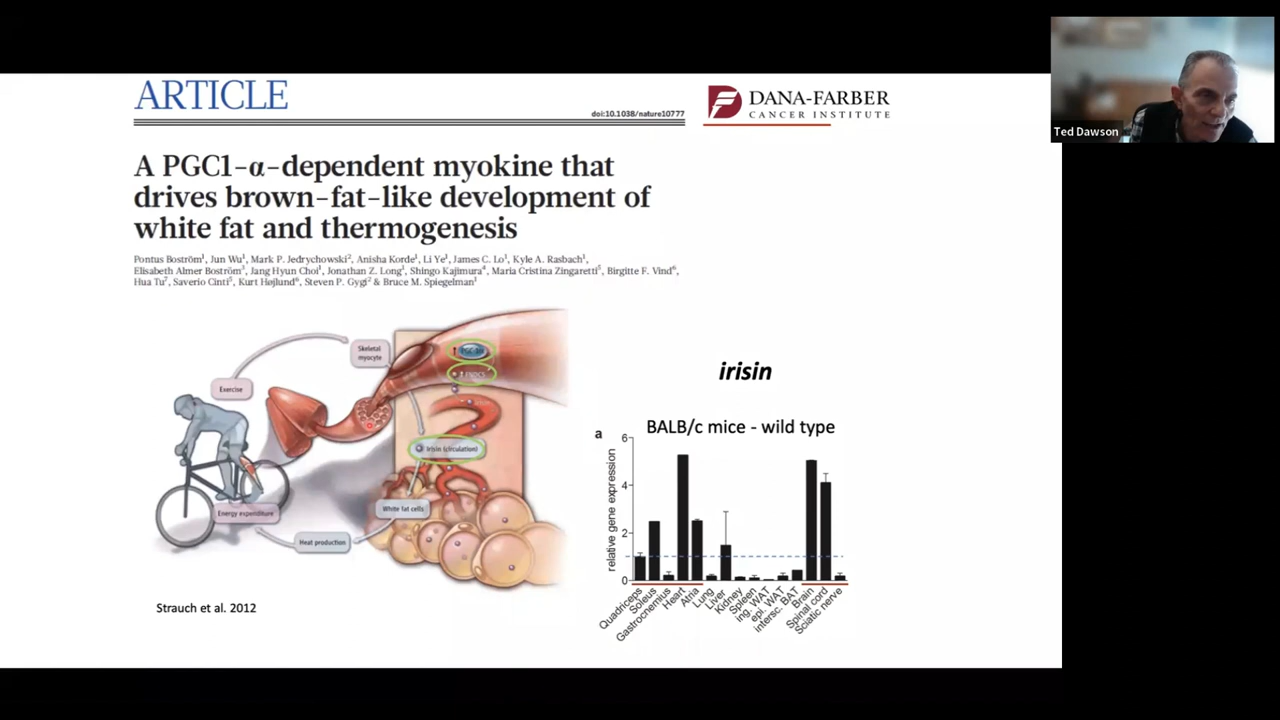 ARTICLE
doi:10.1038/nature10777
DANA-FARBER
CANCER INSTITUTE
Ted Dawson
A PGC1-α-dependent myokine that
drives brown-fat-like development of
white fat and thermogenesis
Pontus Boström¹, Jun Wu¹, Mark P. Jedrychowski², Anisha Korde¹, Li Ye¹, James C. Lo¹, Kyle A. Rasbach¹,
Elisabeth Almer Boström³, Jang Hyun Choi¹, Jonathan Z. Long¹, Shingo Kajimura⁴, Maria Cristina Zingaretti⁵, Birgitte F. Vind⁶,
Hua Tu⁷, Saverio Cinti⁵, Kurt Højlund⁶, Steven P. Gygi² & Bruce M. Spiegelman¹
Skeletal
myocyte
Exercise
Irisin (circulation)
White fat cells
Energy expenditure
Heat production
Strauch et al. 2012
irisin
BALB/c mice - wild type
a
relative gene expression
6
4
2
0
Quadriceps
Soleus
Gastrocnemius
Heart
Atria
Lung
Liver
Kidney
Spleen
ing. WAT
epi. WAT
intersc. BAT
Brain
Spinal cord
Sciatic nerve